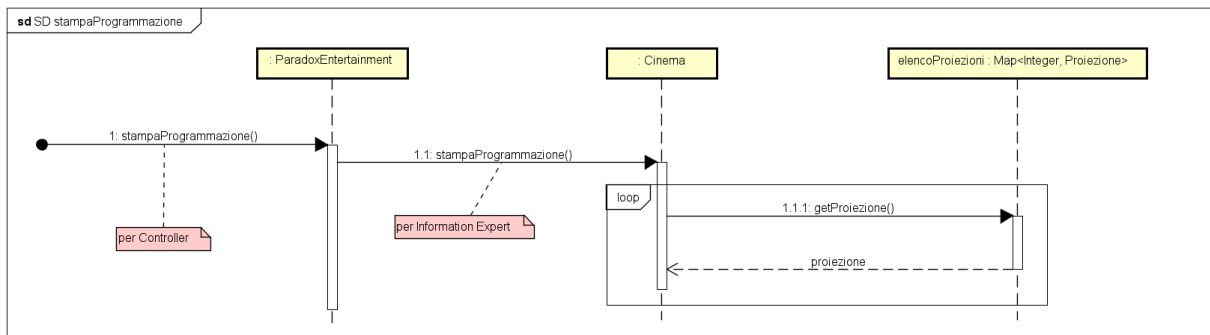 sd SD stampaProgrammazione
: ParadoxEntertainment
: Cinema
elencoProiezioni : Map<Integer, Proiezione>
1: stampaProgrammazione()
1.1: stampaProgrammazione()
loop
1.1.1: getProiezione()
per Controller
per Information Expert
proiezione